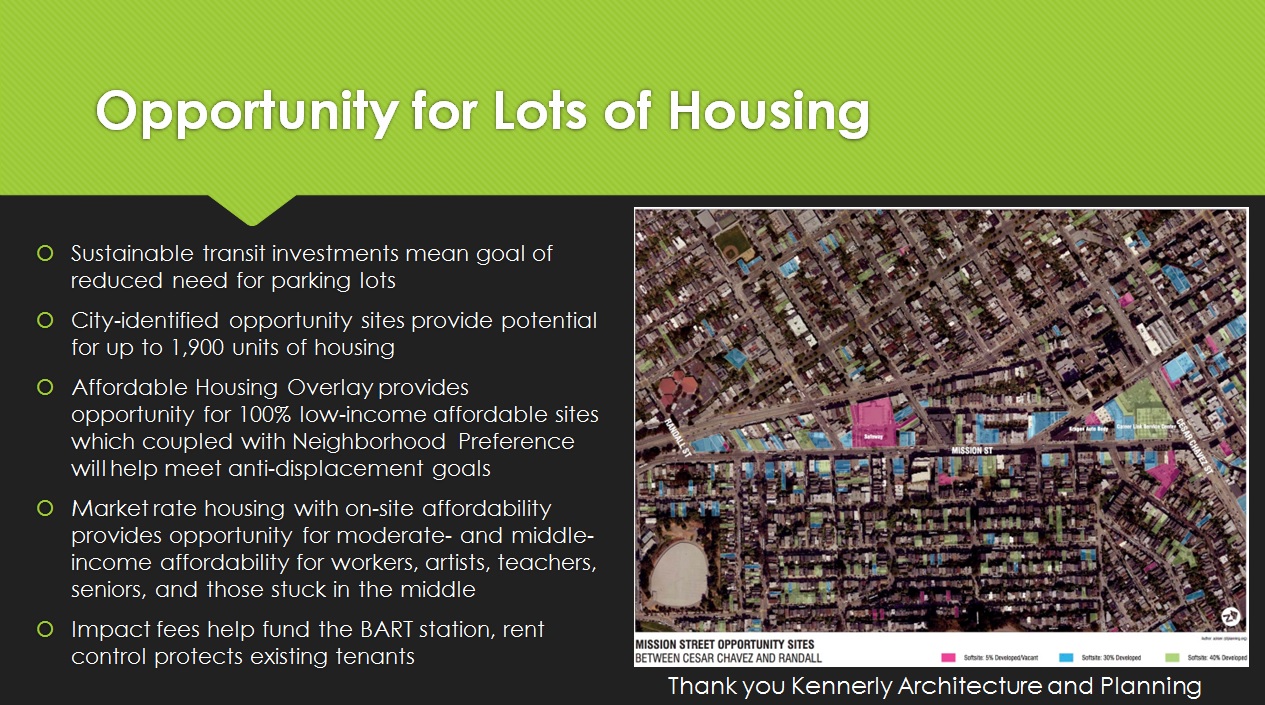 Opportunity for Lots of Housing
Sustainable transit investments mean goal of
reduced need for parking lots
City-identified opportunity sites provide potential
for up to 1,900 units of housing
Affordable Housing Overlay provides
opportunity for 100% low-income affordable sites
which coupled with Neighborhood Preference
will help meet anti-displacement goals
Market rate housing with on-site affordability
provides opportunity for moderate- and middle-
income affordability for workers, artists, teachers,
seniors, and those stuck in the middle
Impact fees help fund the BART station, rent
control protects existing tenants
RANDALL ST
Safeway
MISSION ST
Auto Body
Career Link Service Center
CESAR CHAVEZ ST
MISSION STREET OPPORTUNITY SITES
BETWEEN CESAR CHAVEZ AND RANDALL
Softsite: 5% Developed/Vacant
Softsite: 30% Developed
Softsite: 40% Developed
Thank you Kennerly Architecture and Planning